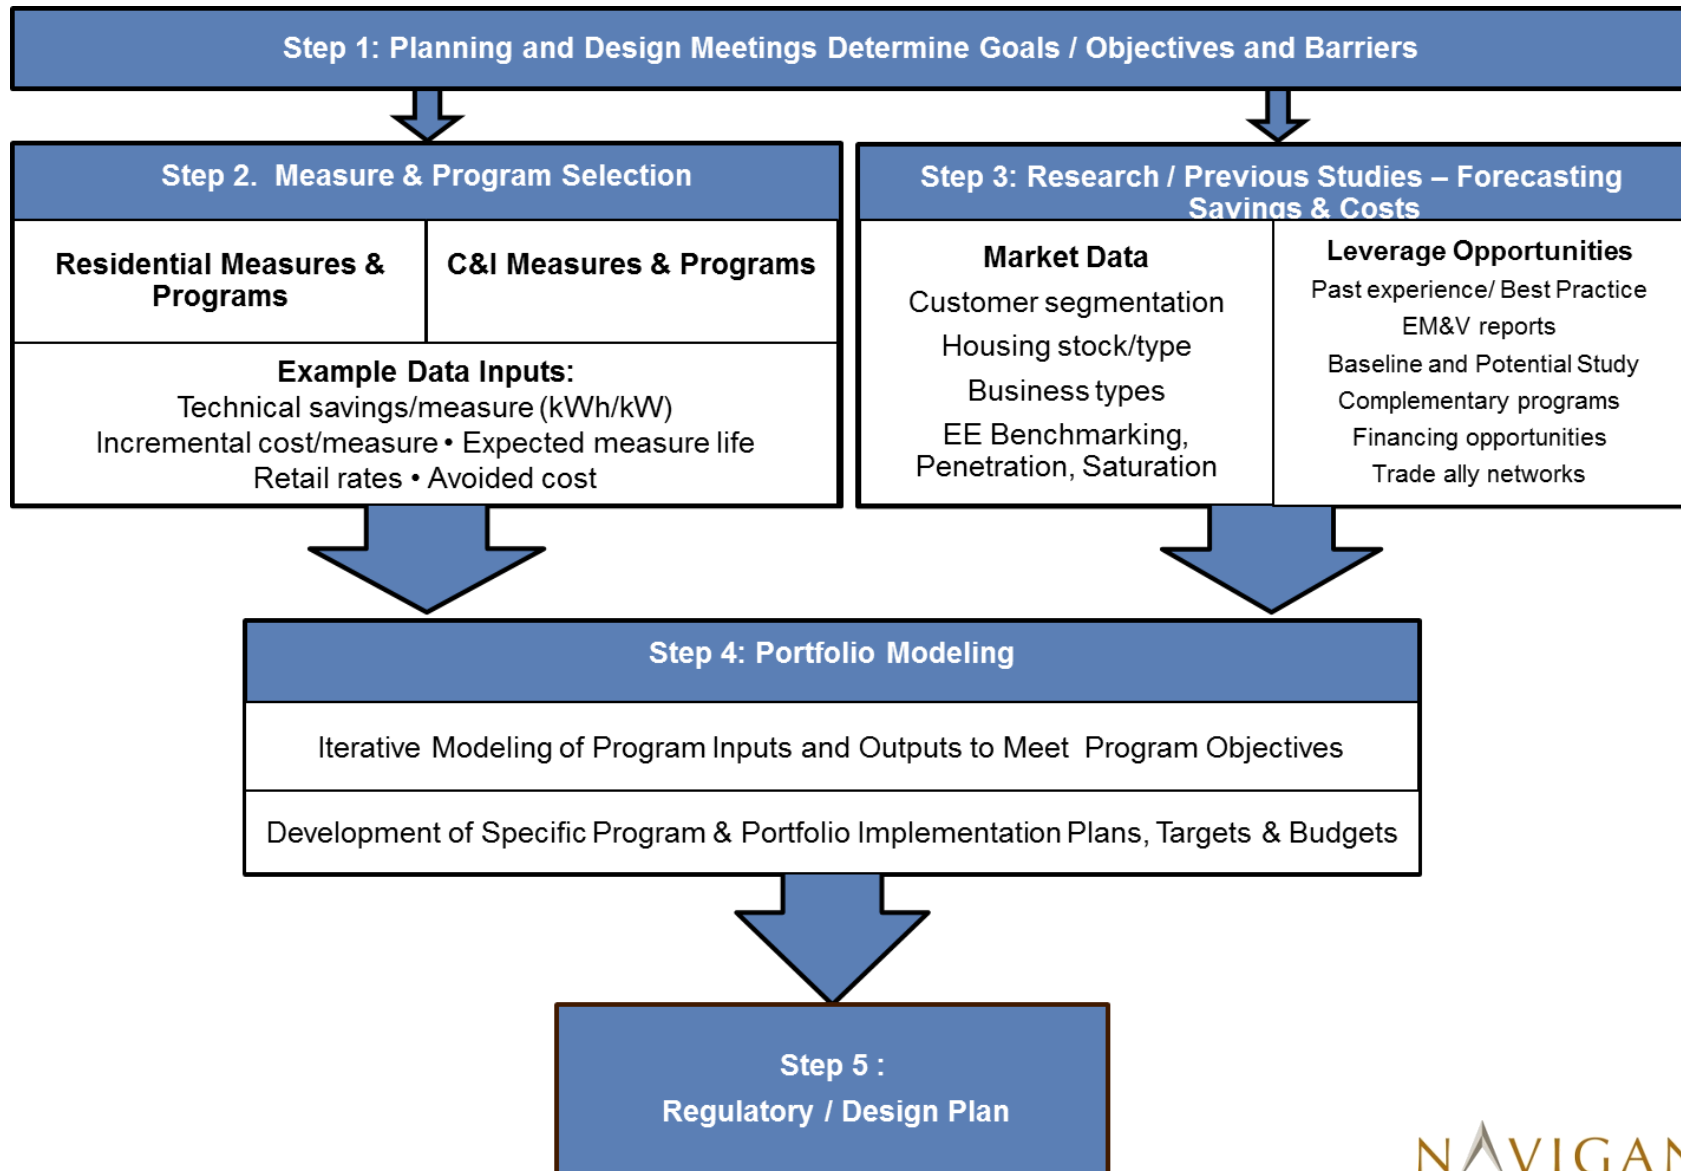 Step 1: Planning and Design Meetings Determine Goals / Objectives and Barriers
Step 2. Measure & Program Selection
Residential Measures &
Programs
C&I Measures & Programs
Example Data Inputs:
Technical savings/measure (kWh/kW)
Incremental cost/measure • Expected measure life
Retail rates • Avoided cost
Step 3: Research / Previous Studies – Forecasting
Savings & Costs
Market Data
Customer segmentation
Housing stock/type
Business types
EE Benchmarking,
Penetration, Saturation
Leverage Opportunities
Past experience/ Best Practice
EM&V reports
Baseline and Potential Study
Complementary programs
Financing opportunities
Trade ally networks
Step 4: Portfolio Modeling
Iterative Modeling of Program Inputs and Outputs to Meet Program Objectives
Development of Specific Program & Portfolio Implementation Plans, Targets & Budgets
Step 5 :
Regulatory / Design Plan
NAVIGAN